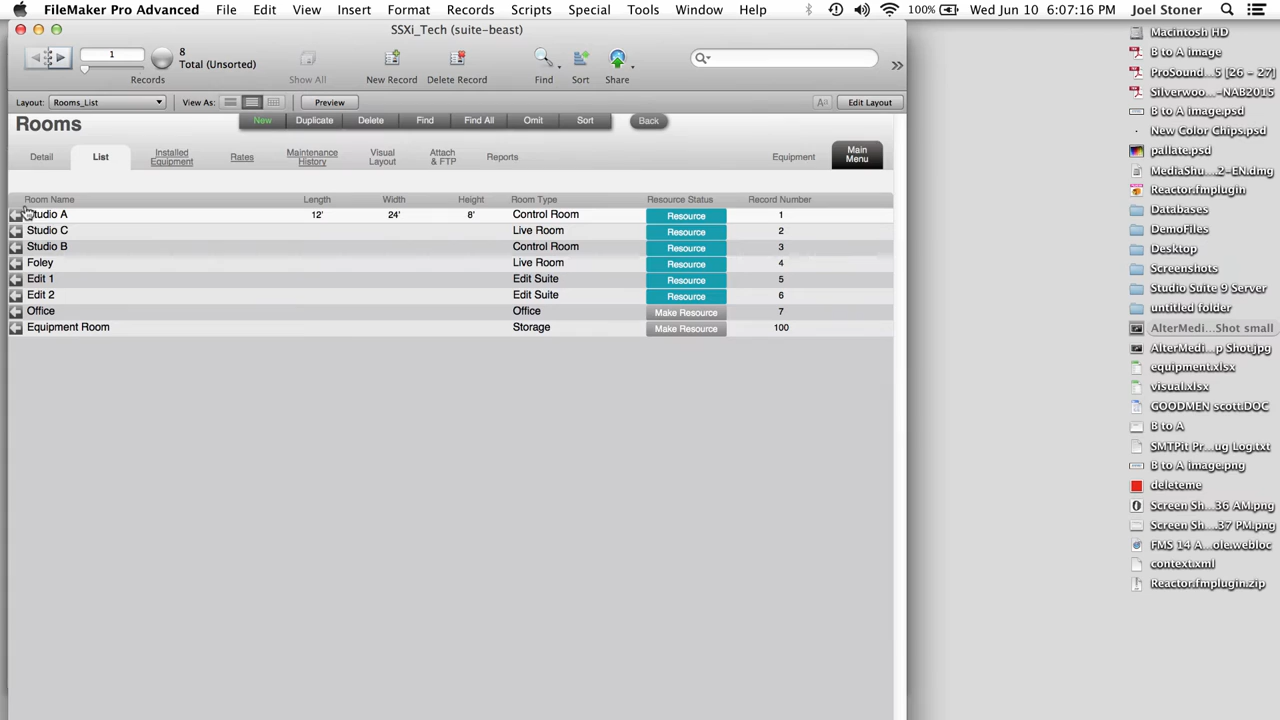 FileMaker Pro Advanced File Edit View Insert Format Records Scripts Special Tools Window Help 100% Wed Jun 10 6:07:16 PM Joel Stoner
SSXi_Tech (suite-beast)
1
8
Total (Unsorted)
Records Show All New Record Delete Record Find Sort Share
Layout: Rooms_List View As: Preview Aa Edit Layout
Rooms
New Duplicate Delete Find Find All Omit Sort Back
Detail
List
Installed
Equipment
Rates
Maintenance
History
Visual
Layout
Attach
& FTP
Reports
Equipment
Main
Menu
Room Name Length Width Height Room Type Resource Status Record Number
Studio A 12' 24' 8' Control Room Resource 1
Studio C Live Room Resource 2
Studio B Control Room Resource 3
Foley Live Room Resource 4
Edit 1 Edit Suite Resource 5
Edit 2 Edit Suite Resource 6
Office Office Make Resource 7
Equipment Room Storage Make Resource 100
Macintosh HD
B to A image
ProSound...5 [26 - 27]
Silverwoo...-NAB2015
B to A image.psd
New Color Chips.psd
pallate.psd
MediaShu...2-EN.dmg
Reactor.fmplugin
Databases
DemoFiles
Desktop
Screenshots
Studio Suite 9 Server
untitled folder
AlterMedi...Shot small
AlterMedi...p Shot.jpg
equipment.xlsx
visual.xlsx
GOODMEN scott.DOC
B to A
SMTPit Pr...ug Log.txt
B to A image.png
deleteme
Screen Sh...36 AM.png
Screen Sh...37 PM.png
FMS 14 A...ole.webloc
context.xml
Reactor.fmplugin.zip